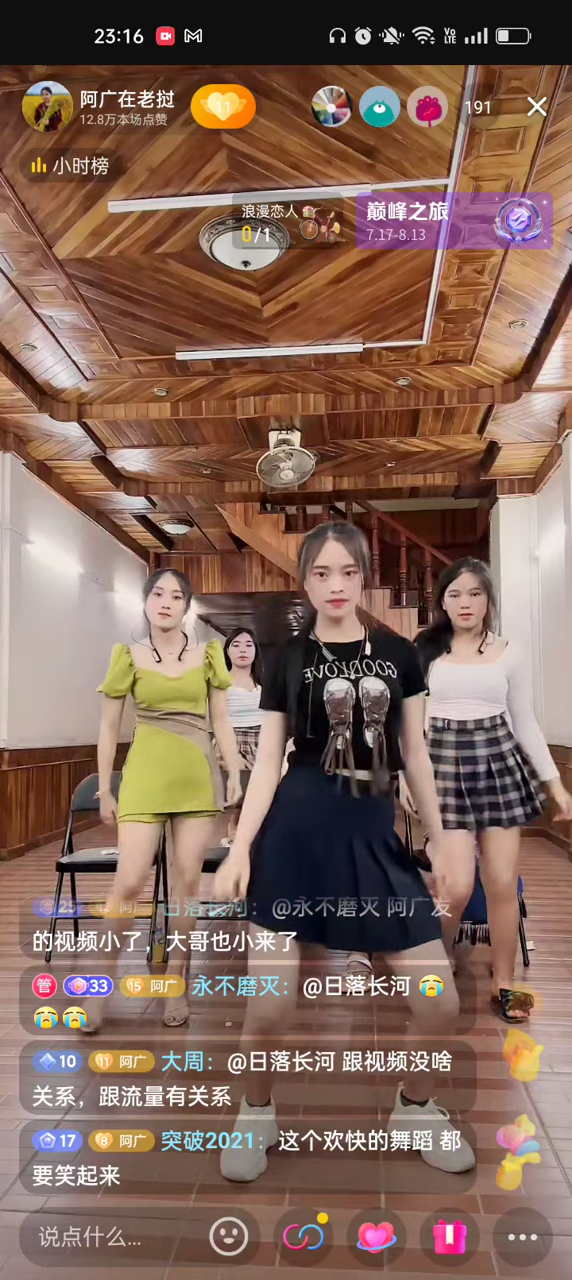 23:16
VoLTE
阿广在老挝
11
12.8万本场点赞
191
小时榜
浪漫恋人
0/1
巅峰之旅
7.17-8.13
GOODLOVE
25 阿广 日落长河：@永不磨灭 阿广发
的视频小了，大哥也小来了
管 33 15 阿广 永不磨灭：@日落长河 😭
😭😭
10 11 阿广 大周：@日落长河 跟视频没啥
关系，跟流量有关系
17 8 阿广 突破2021：这个欢快的舞蹈 都
要笑起来
说点什么...